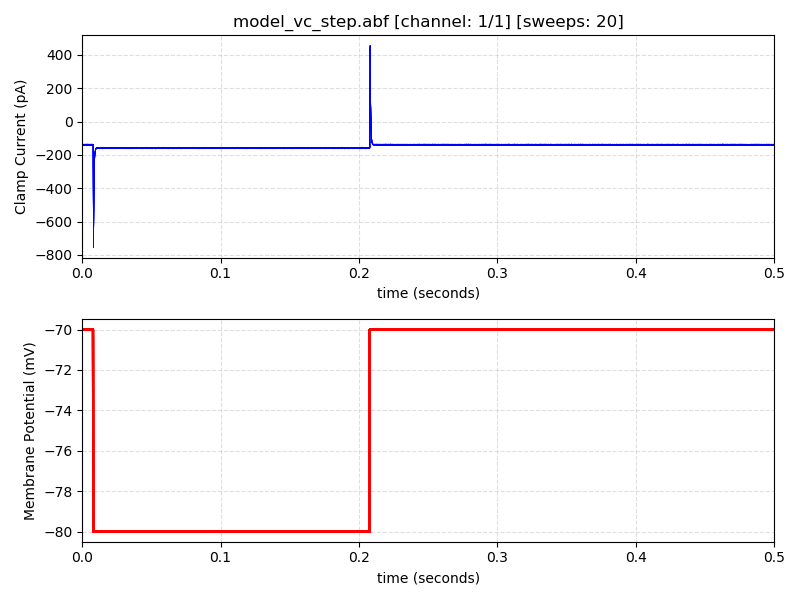 model_vc_step.abf [channel: 1/1] [sweeps: 20]
Clamp Current (pA)
400
200
0
−200
−400
−600
−800
0.0 0.1 0.2 0.3 0.4 0.5
time (seconds)
Membrane Potential (mV)
−70
−72
−74
−76
−78
−80
0.0 0.1 0.2 0.3 0.4 0.5
time (seconds)